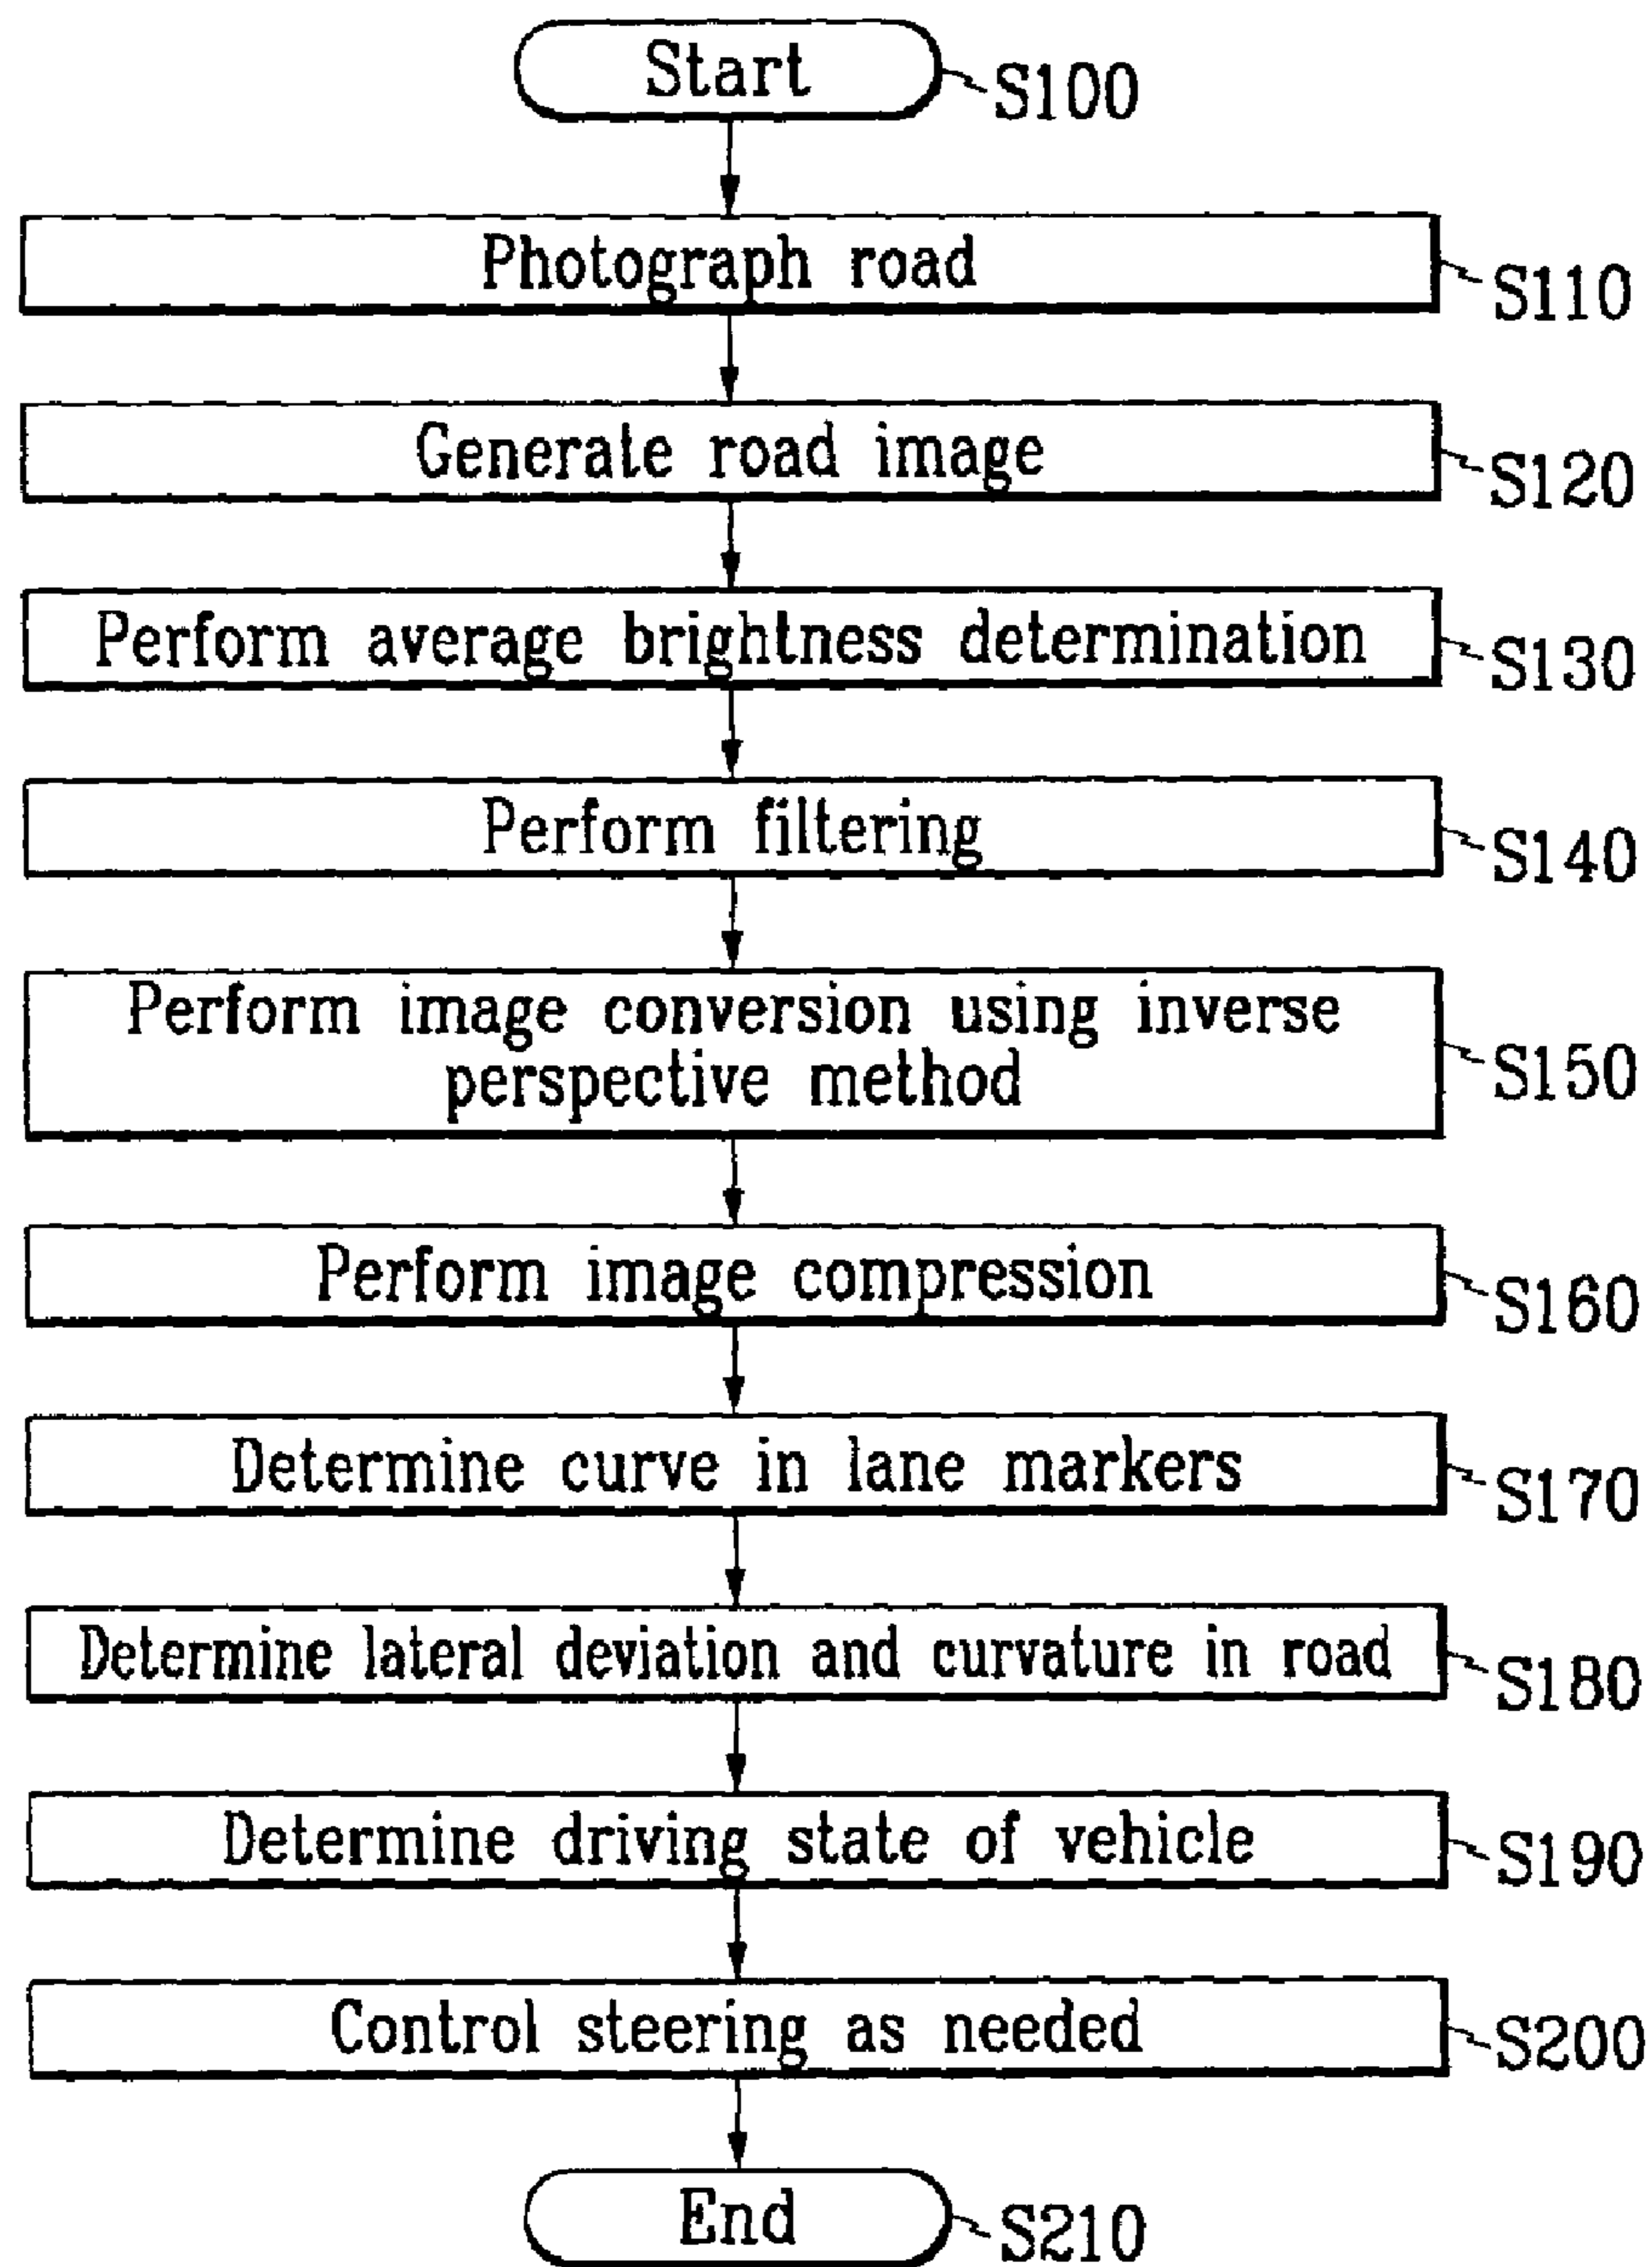 Start
S100
Photograph road
S110
Generate road image
S120
Perform average brightness determination
S130
Perform filtering
S140
Perform image conversion using inverse
perspective method
S150
Perform image compression
S160
Determine curve in lane markers
S170
Determine lateral deviation and curvature in road
S180
Determine driving state of vehicle
S190
Control steering as needed
S200
End
S210